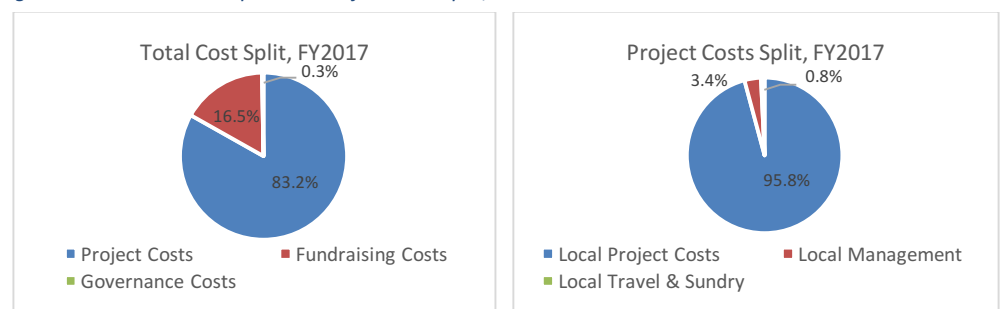 Total Cost Split, FY2017
0.3%
16.5%
83.2%
Project Costs
Fundraising Costs
Governance Costs
Project Costs Split, FY2017
3.4%
0.8%
95.8%
Local Project Costs
Local Management
Local Travel & Sundry